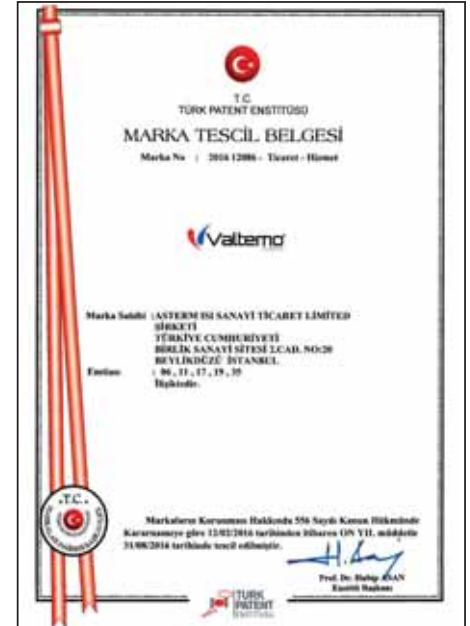 T.C.
TÜRK PATENT ENSTİTÜSÜ
MARKA TESCİL BELGESİ
Marka No : 2016 12086 - Ticaret - Hizmet
Valtemo
Marka Sahibi : ASTERM ISI SANAYİ TİCARET LİMİTED
ŞİRKETİ
TÜRKİYE CUMHURİYETİ
BİRLİK SANAYİ SİTESİ 2.CAD. NO:20
BEYLİKDÜZÜ İSTANBUL
Emtiası : 06 , 11 , 17 , 19 , 35
İlişiktedir.
T.C.
Markaların Korunması Hakkında 556 Sayılı Kanun Hükmünde
Kararnameye göre 12/02/2016 tarihinden itibaren ON YIL müddetle
31/08/2016 tarihinde tescil edilmiştir.
Prof. Dr. Habip ASAN
Enstitü Başkanı
TÜRK
PATENT